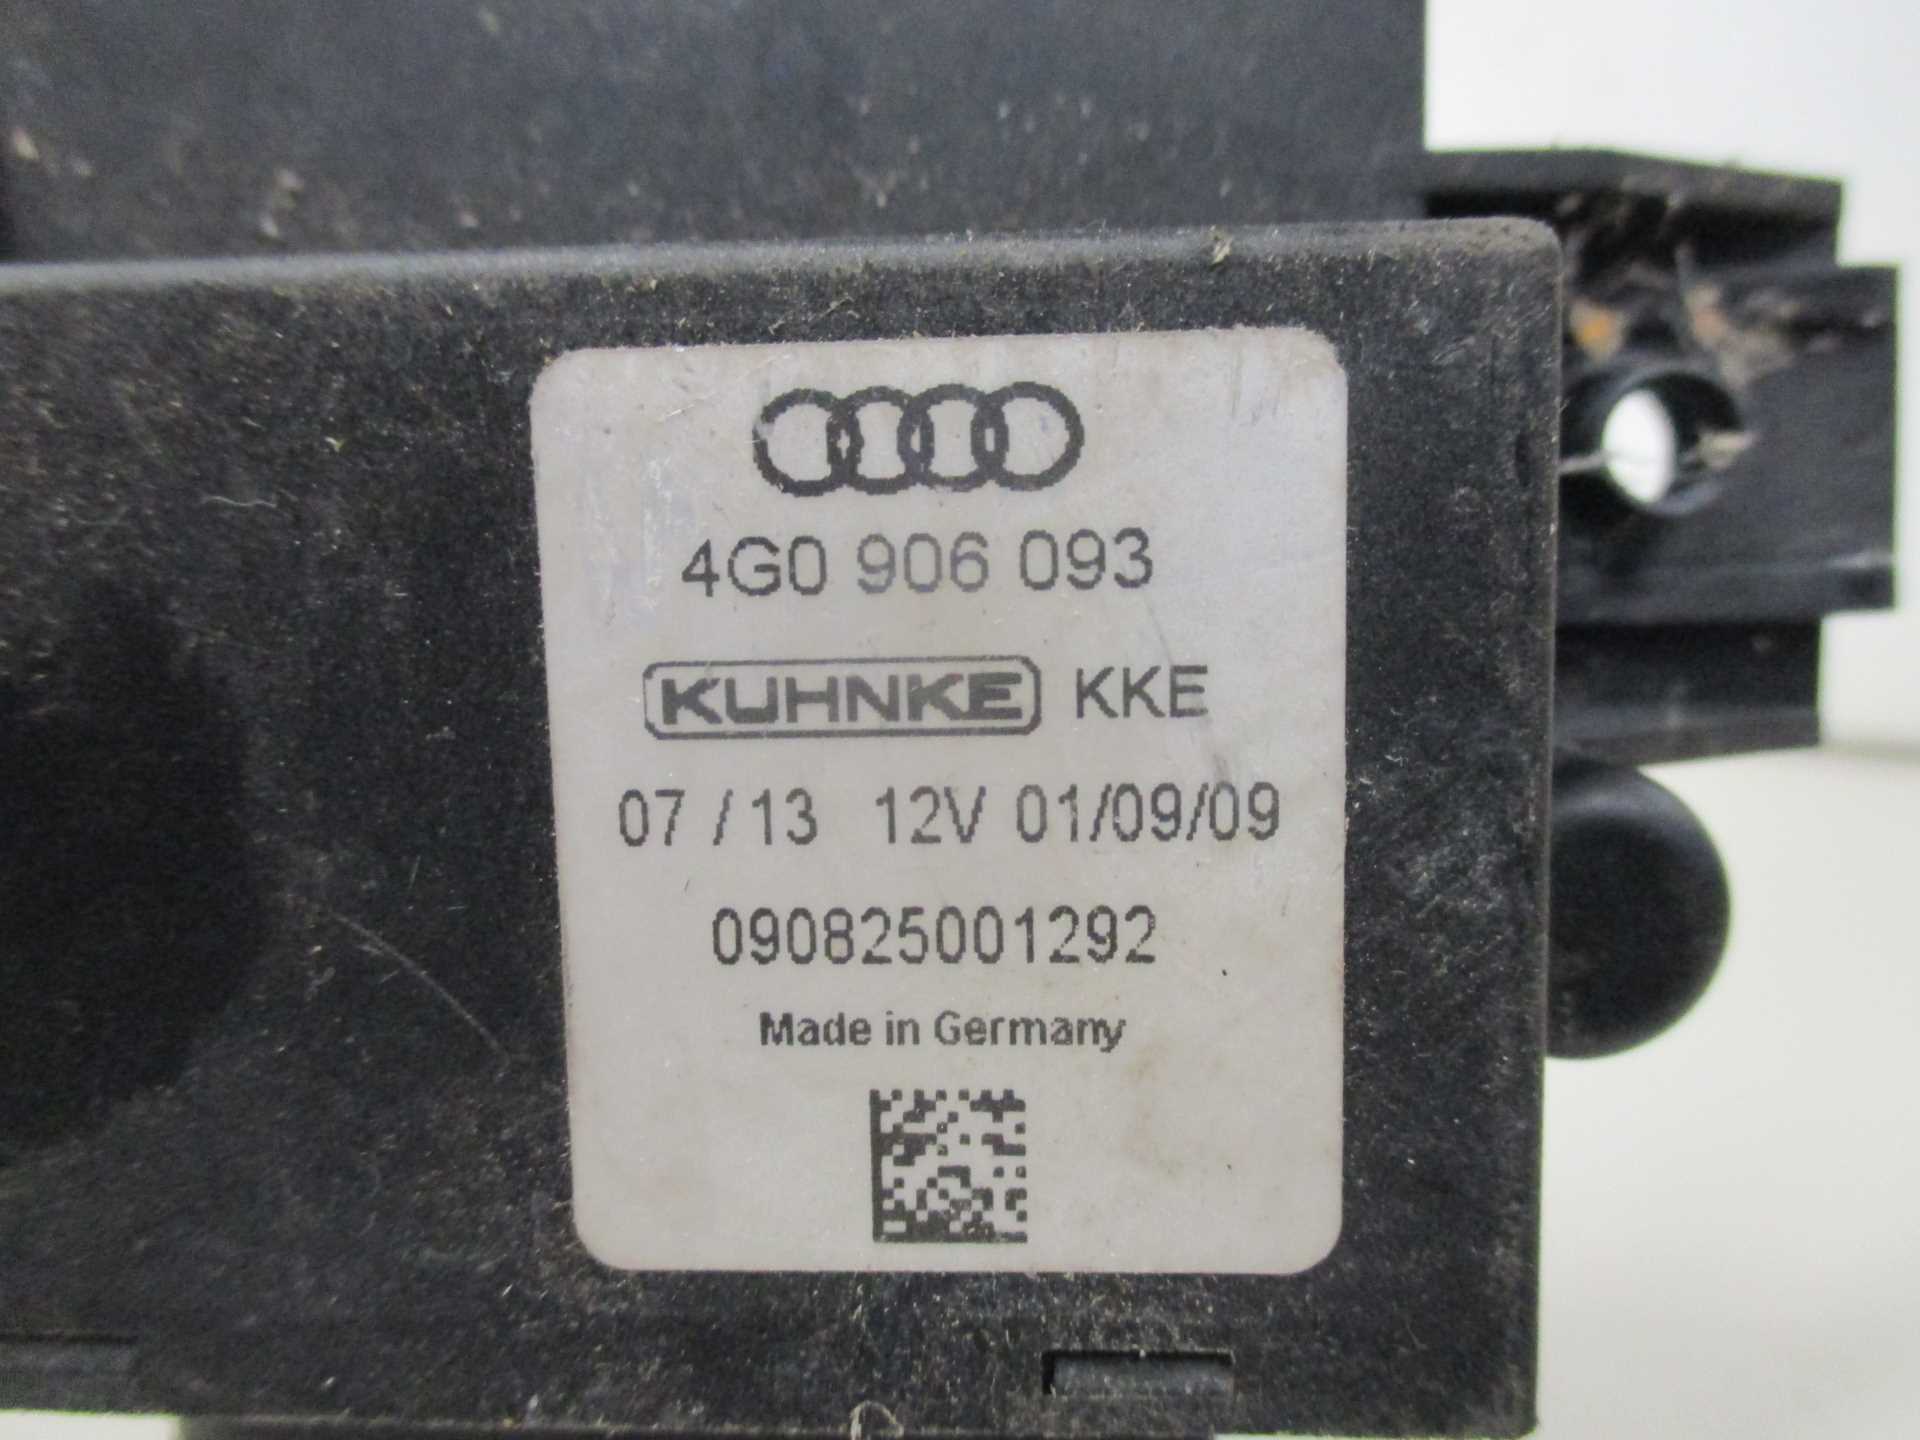 4G0 906 093
KUHNKE KKE
07 / 13 12V 01/09/09
090825001292
Made in Germany